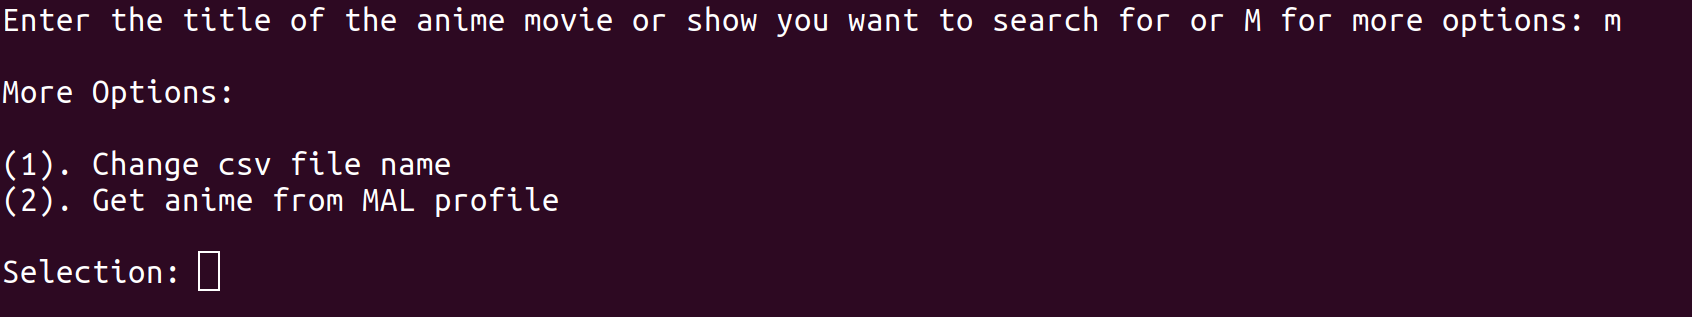 Enter the title of the anime movie or show you want to search for or M for more options: m
More Options:
(1). Change csv file name
(2). Get anime from MAL profile
Selection: